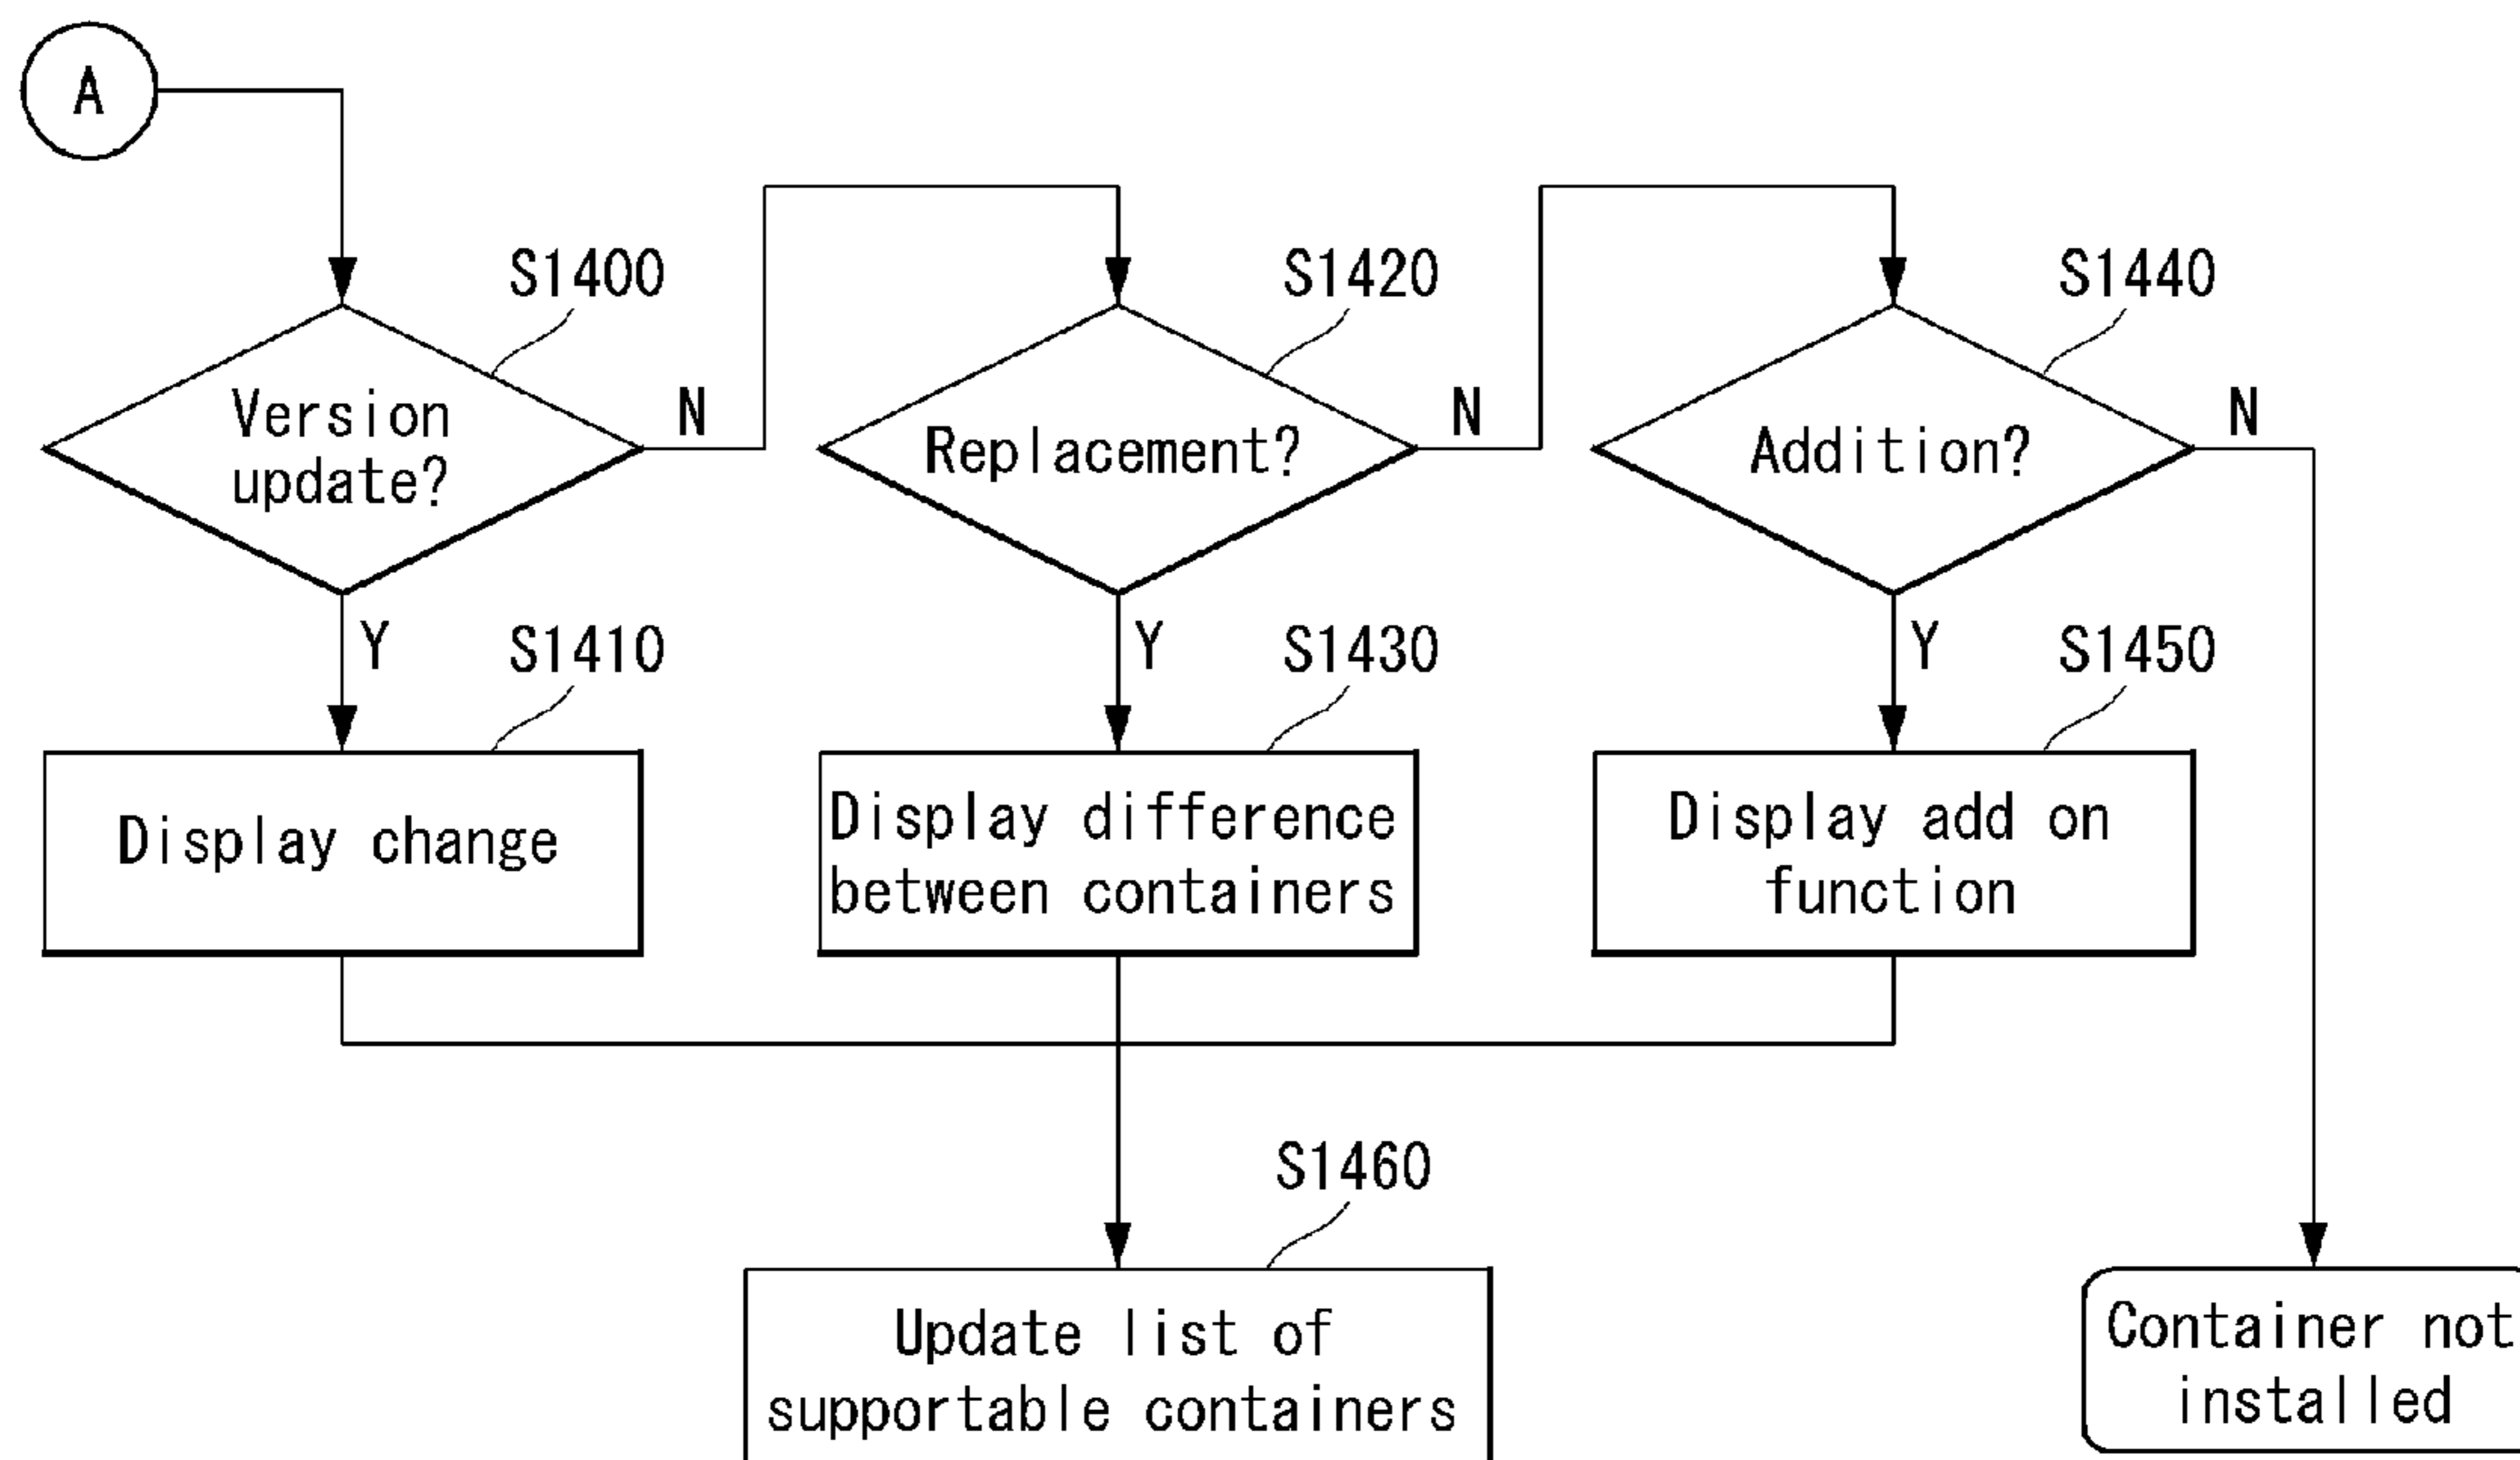 A
S1400
S1420
S1440
Version
update?
N
Replacement?
N
Addition?
N
Y
S1410
Y
S1430
Y
S1450
Display change
Display difference
between containers
Display add on
function
S1460
Update list of
supportable containers
Container not
installed